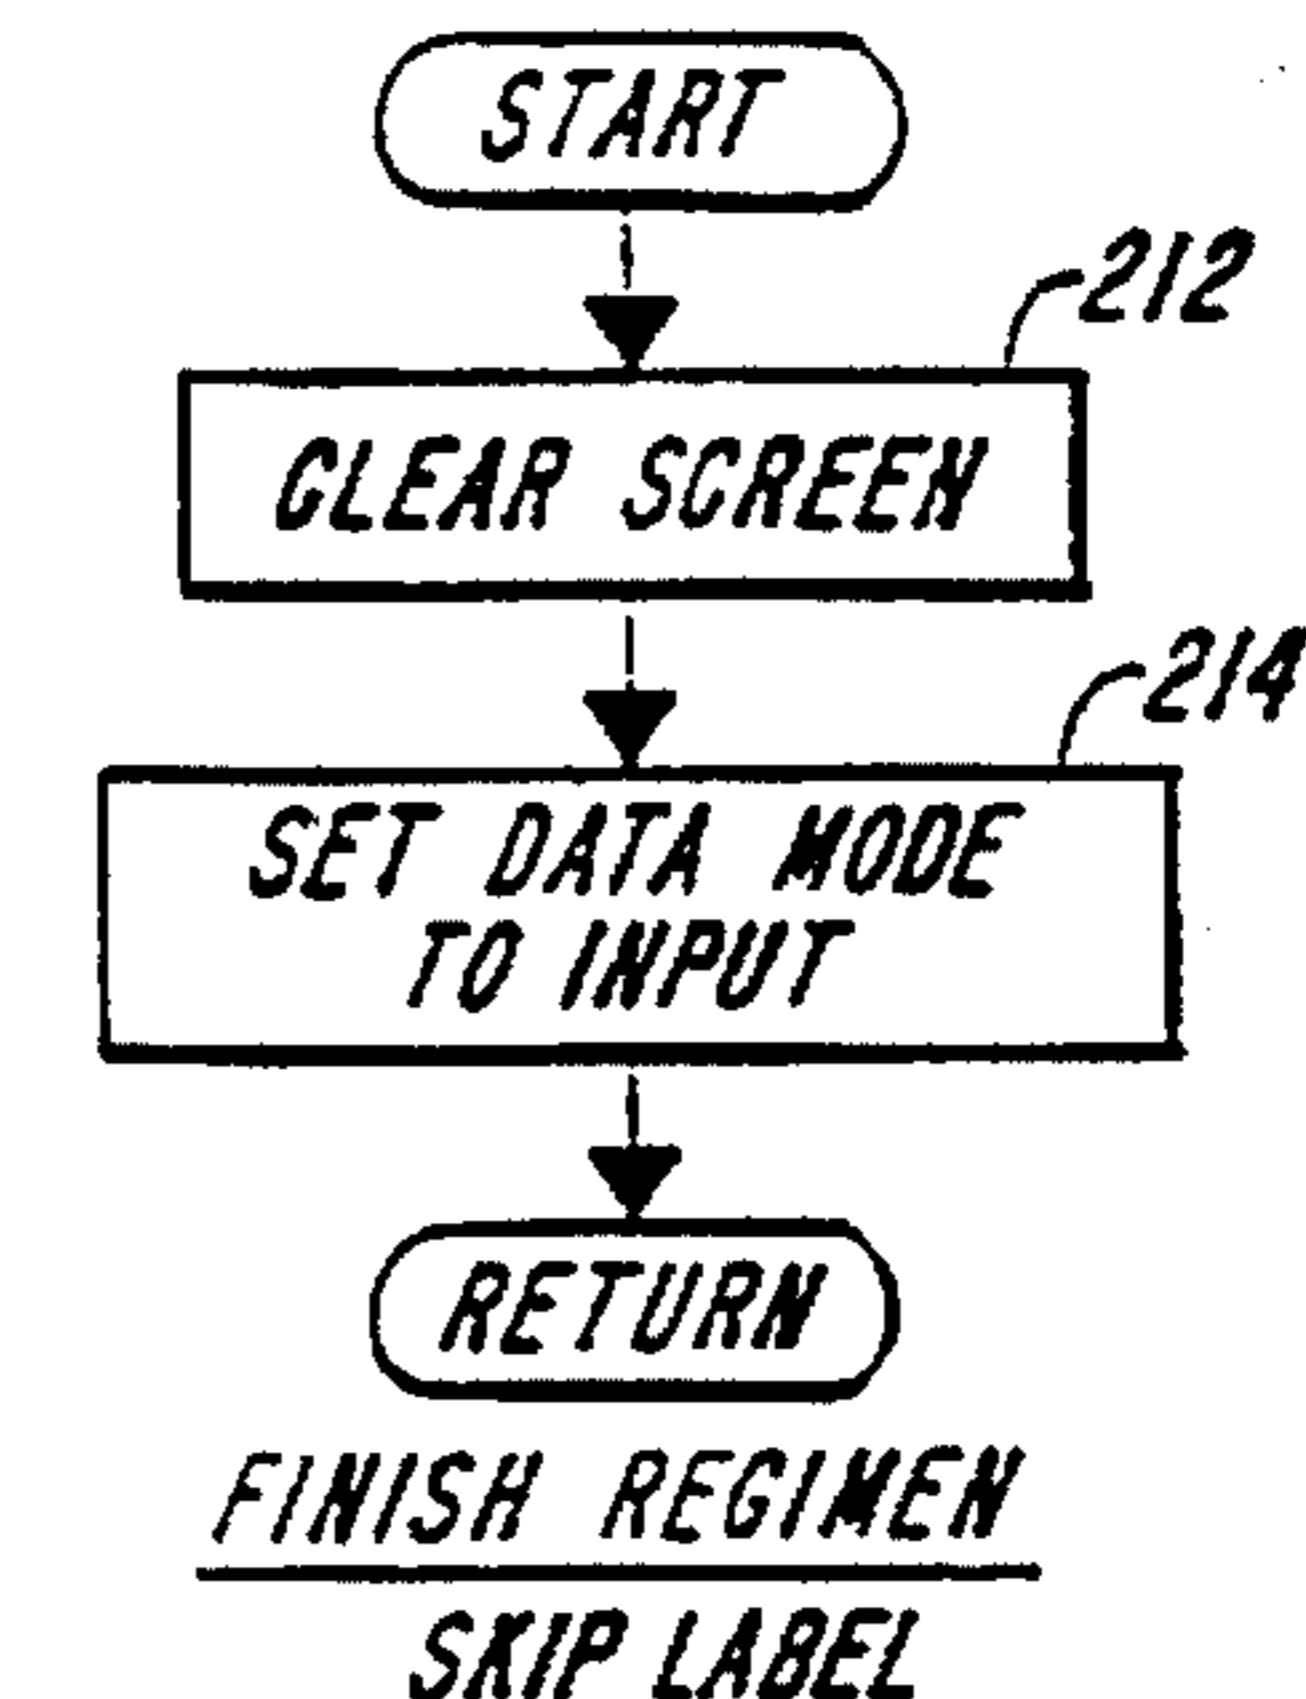 START
212
CLEAR SCREEN
214
SET DATA MODE
TO INPUT
RETURN
FINISH REGIMEN
SKIP LABEL